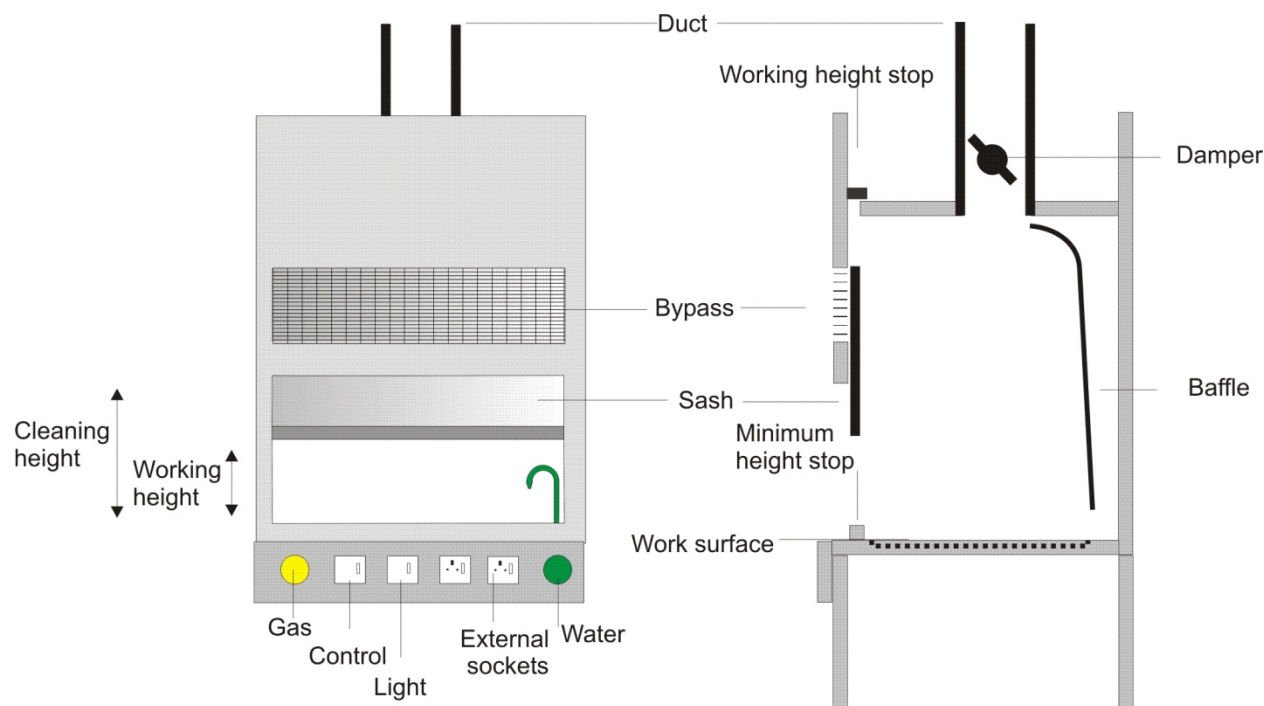 Duct
Working height stop
Damper
Bypass
Sash
Baffle
Cleaning
height
Working
height
Minimum
height stop
Work surface
Gas
Control
Light
External
sockets
Water